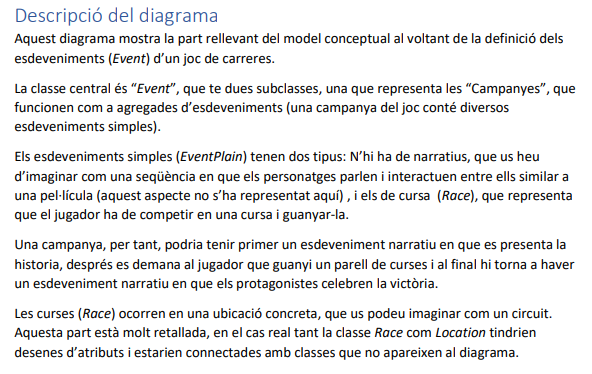 Descripció del diagrama
Aquest diagrama mostra la part rellevant del model conceptual al voltant de la definició dels
esdeveniments (Event) d'un joc de carreres.
La classe central és "Event", que te dues subclasses, una que representa les "Campanyes", que
funcionen com a agregades d'esdeveniments (una campanya del joc conté diversos
esdeveniments simples).
Els esdeveniments simples (EventPlain) tenen dos tipus: N'hi ha de narratius, que us heu
d'imaginar com una seqüència en que els personatges parlen i interactuen entre ells similar a
una pel·lícula (aquest aspecte no s'ha representat aquí) , i els de cursa  (Race), que representa
que el jugador ha de competir en una cursa i guanyar-la.
Una campanya, per tant, podria tenir primer un esdeveniment narratiu en que es presenta la
historia, després es demana al jugador que guanyi un parell de curses i al final hi torna a haver
un esdeveniment narratiu en que els protagonistes celebren la victòria.
Les curses (Race) ocorren en una ubicació concreta, que us podeu imaginar com un circuit.
Aquesta part està molt retallada, en el cas real tant la classe Race com Location tindrien
desenes d'atributs i estarien connectades amb classes que no apareixen al diagrama.